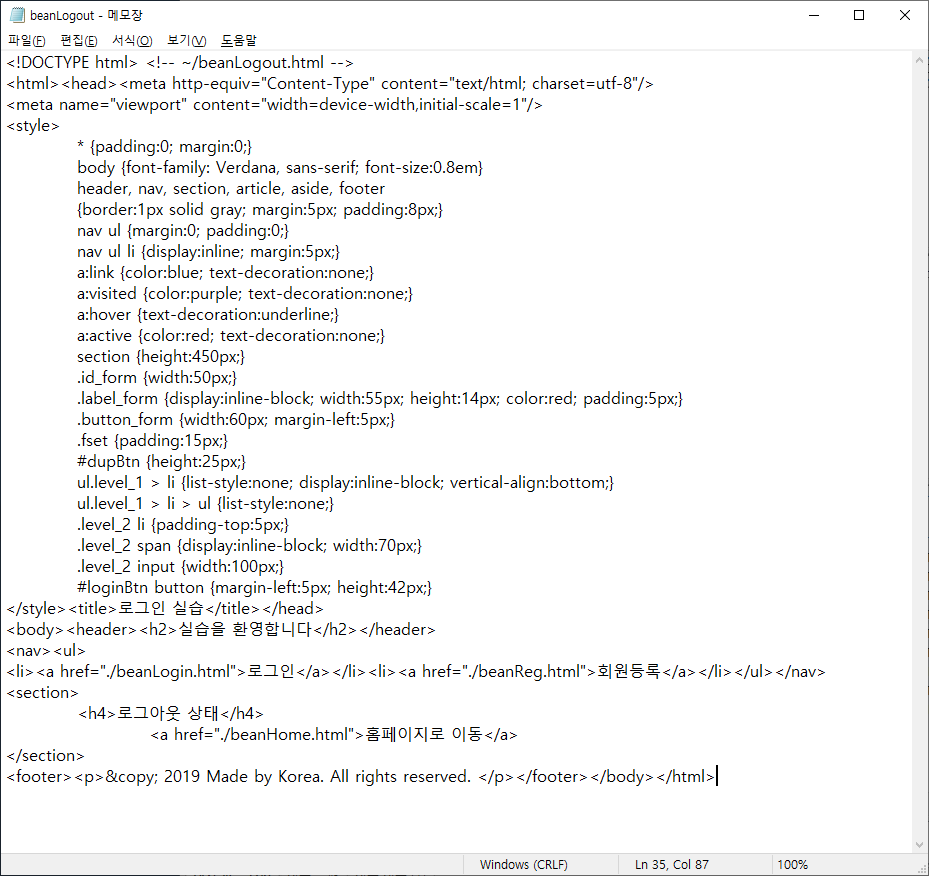 beanLogout - 메모장
파일(F) 편집(E) 서식(O) 보기(V) 도움말
<!DOCTYPE html> <!-- ~/beanLogout.html -->
<html><head><meta http-equiv="Content-Type" content="text/html; charset=utf-8"/>
<meta name="viewport" content="width=device-width,initial-scale=1"/>
<style>
* {padding:0; margin:0;}
body {font-family: Verdana, sans-serif; font-size:0.8em}
header, nav, section, article, aside, footer
{border:1px solid gray; margin:5px; padding:8px;}
nav ul {margin:0; padding:0;}
nav ul li {display:inline; margin:5px;}
a:link {color:blue; text-decoration:none;}
a:visited {color:purple; text-decoration:none;}
a:hover {text-decoration:underline;}
a:active {color:red; text-decoration:none;}
section {height:450px;}
.id_form {width:50px;}
.label_form {display:inline-block; width:55px; height:14px; color:red; padding:5px;}
.button_form {width:60px; margin-left:5px;}
.fset {padding:15px;}
#dupBtn {height:25px;}
ul.level_1 > li {list-style:none; display:inline-block; vertical-align:bottom;}
ul.level_1 > li > ul {list-style:none;}
.level_2 li {padding-top:5px;}
.level_2 span {display:inline-block; width:70px;}
.level_2 input {width:100px;}
#loginBtn button {margin-left:5px; height:42px;}
</style><title>로그인 실습</title></head>
<body><header><h2>실습을 환영합니다</h2></header>
<nav><ul>
<li><a href="./beanLogin.html">로그인</a></li><li><a href="./beanReg.html">회원등록</a></li></ul></nav>
<section>
<h4>로그아웃 상태</h4>
<a href="./beanHome.html">홈페이지로 이동</a>
</section>
<footer><p>&copy; 2019 Made by Korea. All rights reserved. </p></footer></body></html>
Windows (CRLF) Ln 35, Col 87 100%